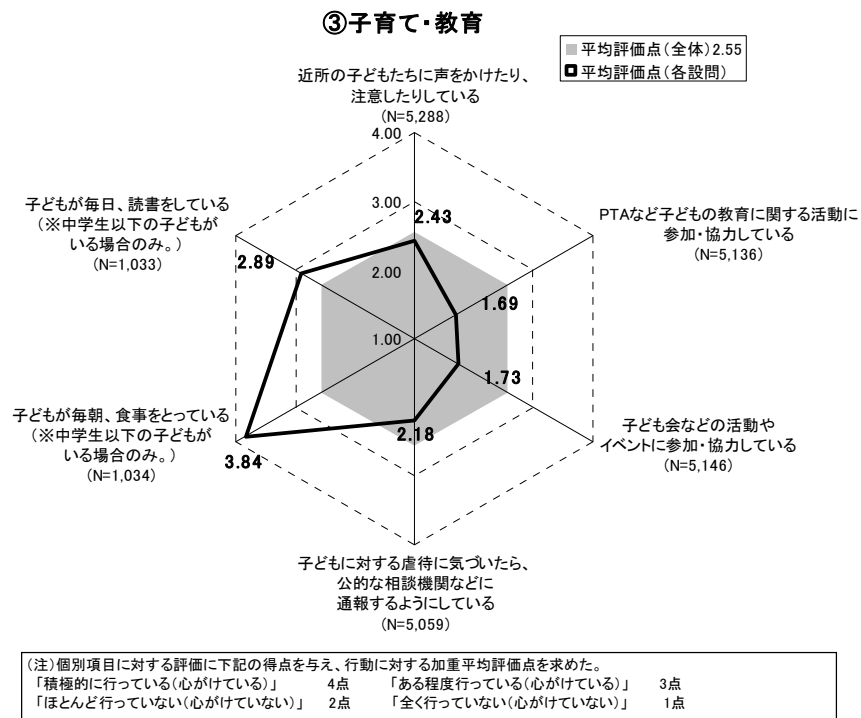 ③子育て・教育
平均評価点(全体)2.55
平均評価点(各設問)
近所の子どもたちに声をかけたり、
注意したりしている
(N=5,288)
4.00
3.00
2.00
1.00
2.43
PTAなど子どもの教育に関する活動に
参加・協力している
(N=5,136)
1.69
子ども会などの活動や
イベントに参加・協力している
(N=5,146)
1.73
子どもに対する虐待に気づいたら、
公的な相談機関などに
通報するようにしている
(N=5,059)
2.18
子どもが毎朝、食事をとっている
(※中学生以下の子どもが
いる場合のみ。)
(N=1,034)
3.84
子どもが毎日、読書をしている
(※中学生以下の子どもが
いる場合のみ。)
(N=1,033)
2.89
(注)個別項目に対する評価に下記の得点を与え、行動に対する加重平均評価点を求めた。
「積極的に行っている(心がけている)」 4点 「ある程度行っている(心がけている)」 3点
「ほとんど行っていない(心がけていない)」 2点 「全く行っていない(心がけていない)」 1点